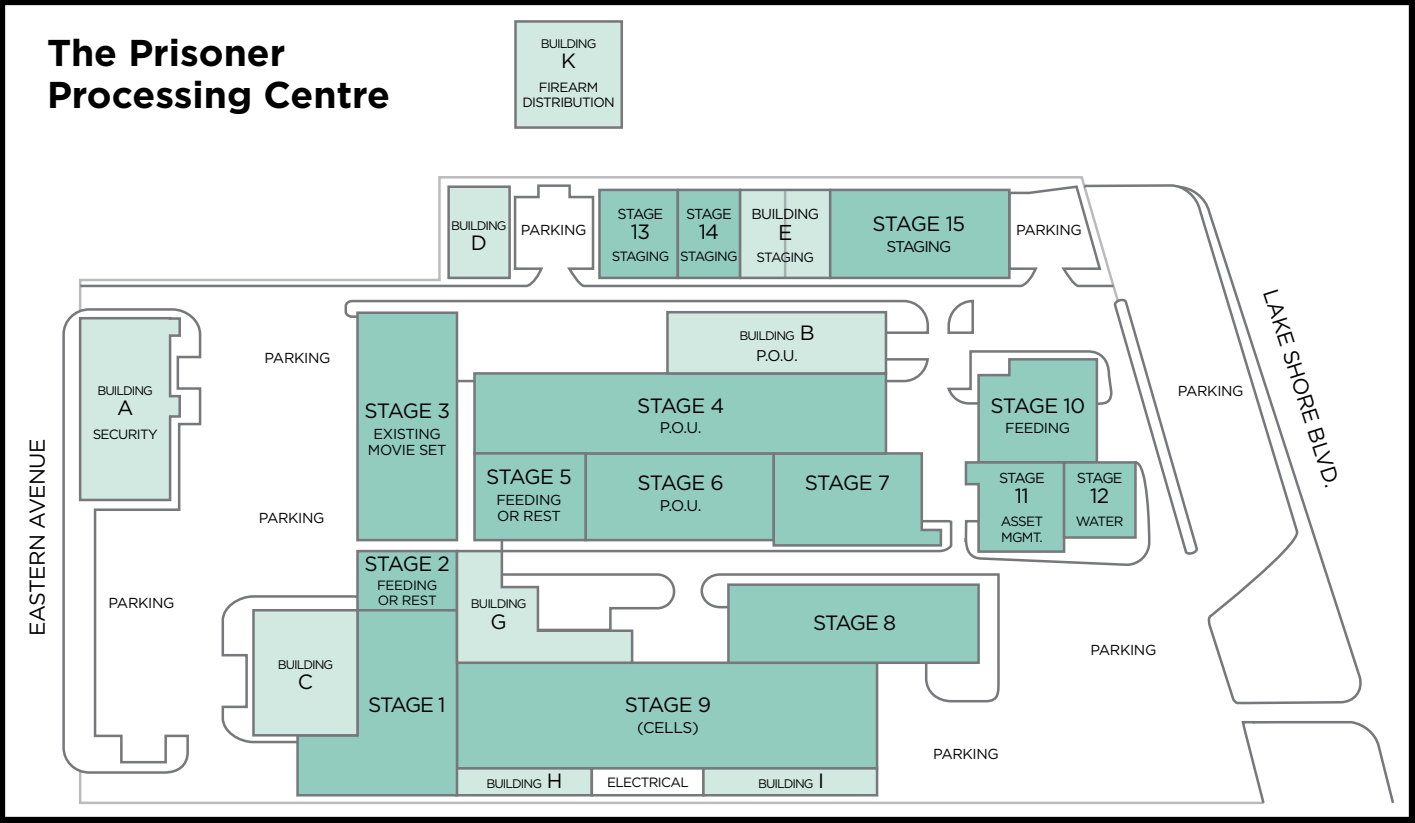 The Prisoner
Processing Centre
BUILDING
K
FIREARM
DISTRIBUTION
BUILDING
D
PARKING
STAGE
13
STAGING
STAGE
14
STAGING
BUILDING
E
STAGING
STAGE 15
STAGING
PARKING
LAKE SHORE BLVD.
PARKING
BUILDING
A
SECURITY
EASTERN AVENUE
PARKING
STAGE 3
EXISTING
MOVIE SET
BUILDING B
P.O.U.
STAGE 4
P.O.U.
STAGE 5
FEEDING
OR REST
STAGE 6
P.O.U.
STAGE 7
STAGE 10
FEEDING
STAGE
11
ASSET
MGMT.
STAGE
12
WATER
PARKING
PARKING
STAGE 2
FEEDING
OR REST
BUILDING
G
STAGE 8
PARKING
BUILDING
C
STAGE 1
STAGE 9
(CELLS)
PARKING
BUILDING H
ELECTRICAL
BUILDING I